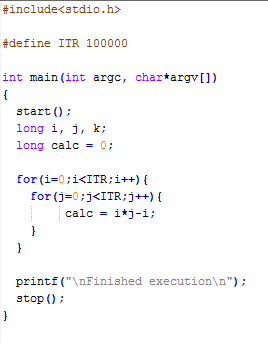 #include<stdio.h>
#define ITR 100000
int main(int argc, char*argv[])
{
start();
long i, j, k;
long calc = 0;
for(i=0;i<ITR;i++){
for(j=0;j<ITR;j++){
calc = i*j-i;
}
}
printf("\nFinished execution\n");
stop();
}